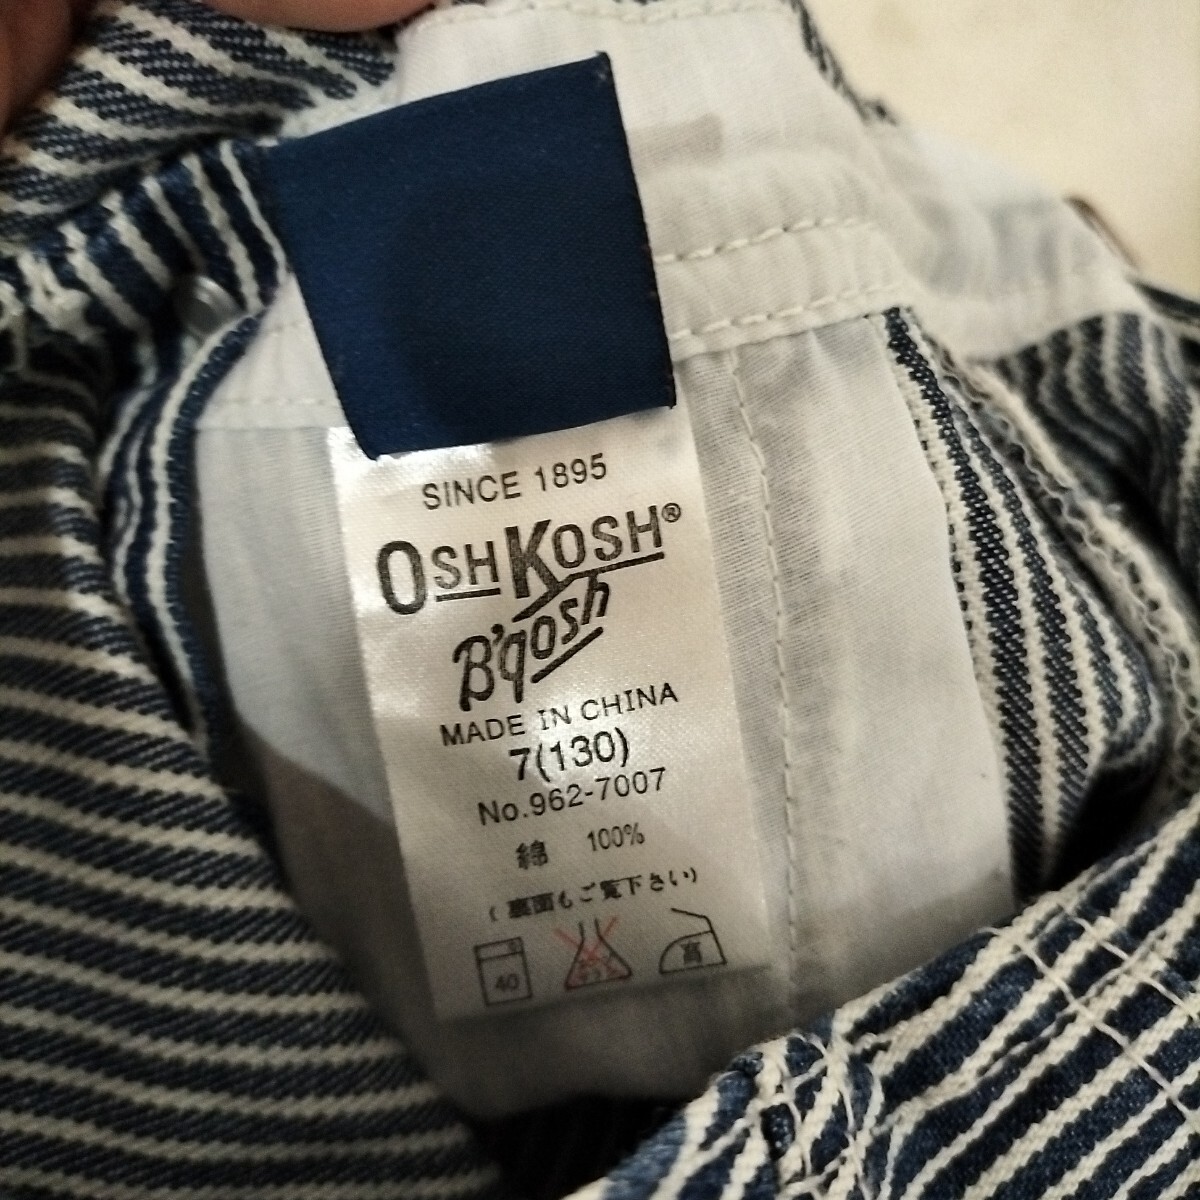 SINCE 1895
OSHKOSH®
B'gosh
MADE IN CHINA
7(130)
No.962-7007
綿 100%
(裏面もご覧下さい)
40
高